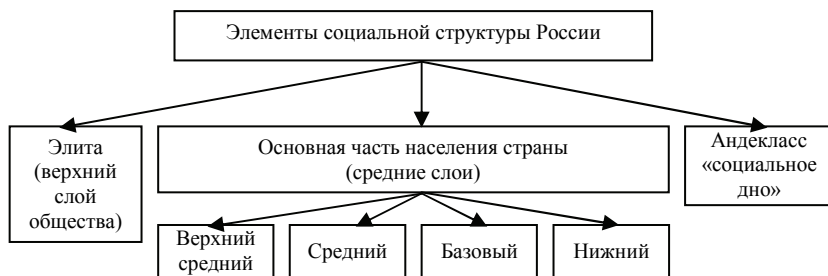 Элементы социальной структуры России
Элита
(верхний
слой
общества)
Основная часть населения страны
(средние слои)
Андекласс
«социальное
дно»
Верхний
средний
Средний
Базовый
Нижний